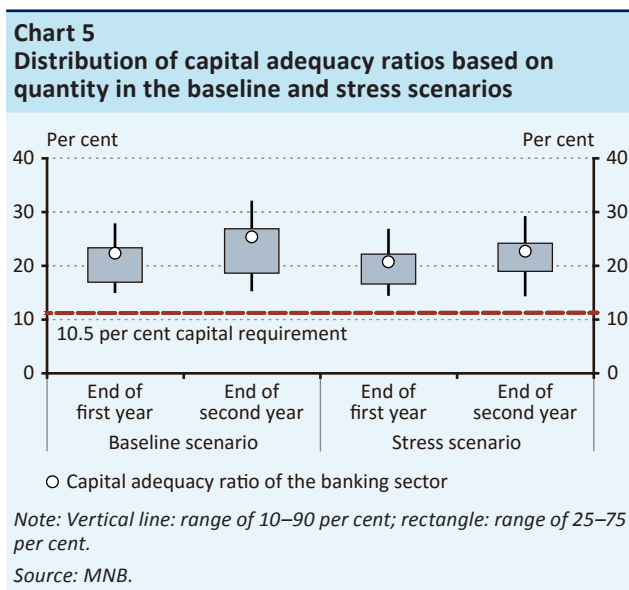 Chart 5
Distribution of capital adequacy ratios based on
quantity in the baseline and stress scenarios
Per cent Per cent
40 40
30 30
20 20
10 10
10.5 per cent capital requirement
0 0
End of first year End of second year End of first year End of second year
Baseline scenario Stress scenario
Capital adequacy ratio of the banking sector
Note: Vertical line: range of 10–90 per cent; rectangle: range of 25–75
per cent.
Source: MNB.